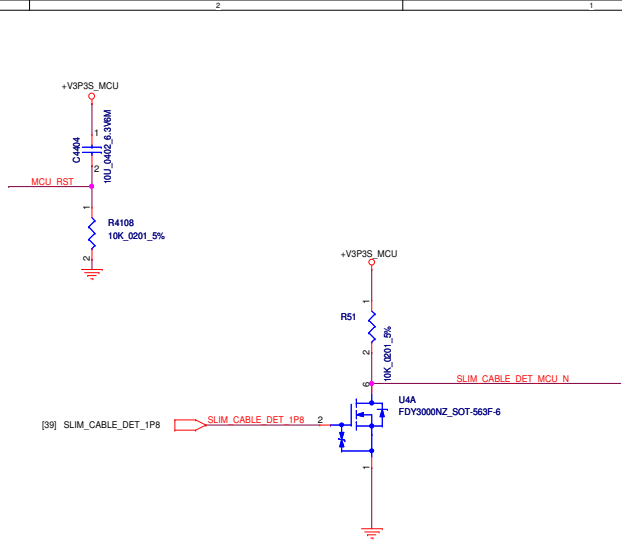 2
1
+V3P3S_MCU
1
C4404
10U_0402_6.3V6M
2
MCU_RST
1
R4108
10K_0201_5%
2
+V3P3S_MCU
1
R51
10K_0201_5%
2
6
SLIM_CABLE_DET_MCU_N
U4A
FDY3000NZ_SOT-563F-6
[39] SLIM_CABLE_DET_1P8
SLIM_CABLE_DET_1P8
2
1